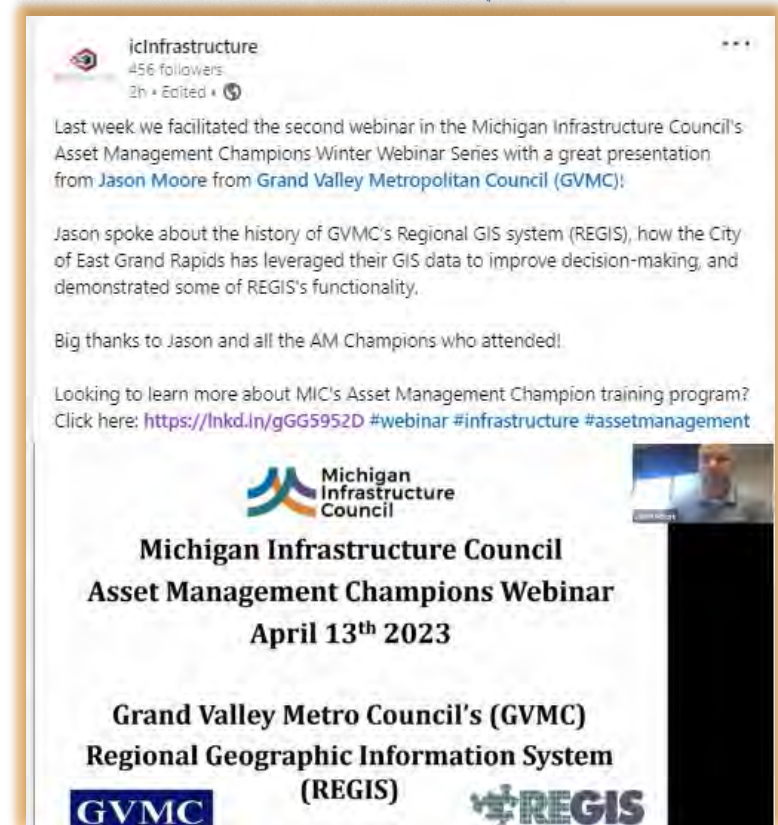 icInfrastructure
456 followers
2h • Edited •
Last week we facilitated the second webinar in the Michigan Infrastructure Council's
Asset Management Champions Winter Webinar Series with a great presentation
from Jason Moore from Grand Valley Metropolitan Council (GVMC)!
Jason spoke about the history of GVMC's Regional GIS system (REGIS), how the City
of East Grand Rapids has leveraged their GIS data to improve decision-making, and
demonstrated some of REGIS's functionality.
Big thanks to Jason and all the AM Champions who attended!
Looking to learn more about MIC's Asset Management Champion training program?
Click here: https://lnkd.in/gGG5952D #webinar #infrastructure #assetmanagement
Michigan
Infrastructure
Council
Michigan Infrastructure Council
Asset Management Champions Webinar
April 13th 2023
Grand Valley Metro Council's (GVMC)
Regional Geographic Information System
(REGIS)
GVMC
REGIS